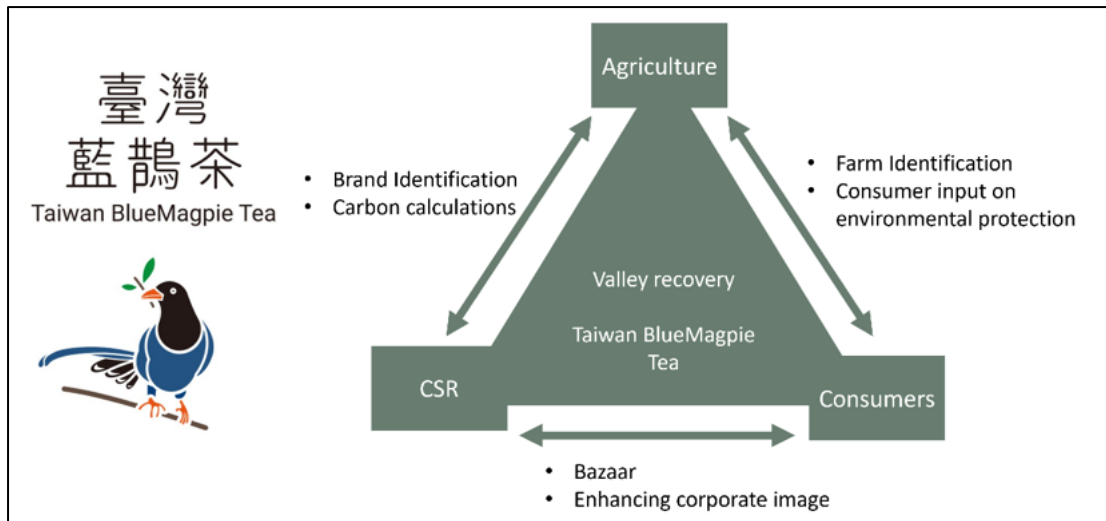 臺灣
藍鵲茶
Taiwan BlueMagpie Tea
Agriculture
• Brand Identification
• Carbon calculations
• Farm Identification
• Consumer input on
environmental protection
Valley recovery
Taiwan BlueMagpie
Tea
CSR
Consumers
• Bazaar
• Enhancing corporate image